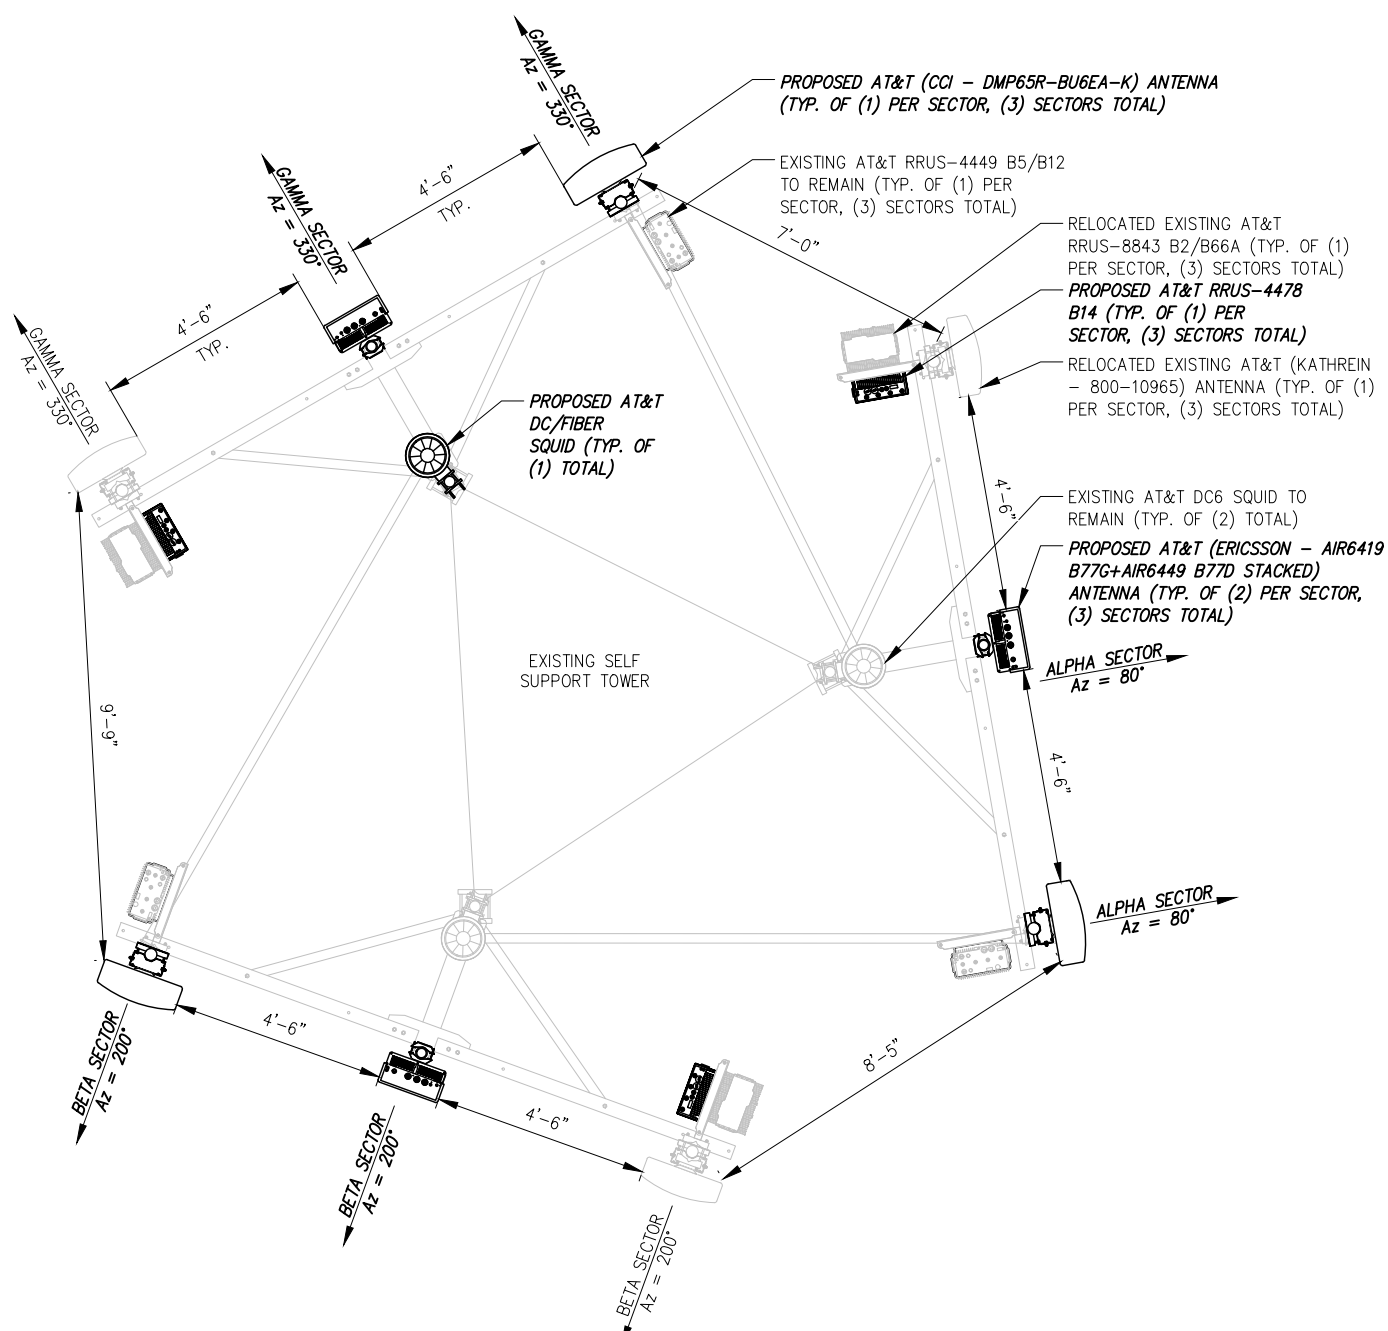 GAMMA SECTOR
Az = 330°
PROPOSED AT&T (CCI – DMP65R–BU6EA–K) ANTENNA
(TYP. OF (1) PER SECTOR, (3) SECTORS TOTAL)
EXISTING AT&T RRUS–4449 B5/B12
TO REMAIN (TYP. OF (1) PER
SECTOR, (3) SECTORS TOTAL)
GAMMA SECTOR
Az = 330°
4'–6"
TYP.
7'–0"
RELOCATED EXISTING AT&T
RRUS–8843 B2/B66A (TYP. OF (1)
PER SECTOR, (3) SECTORS TOTAL)
PROPOSED AT&T RRUS–4478
B14 (TYP. OF (1) PER
SECTOR, (3) SECTORS TOTAL)
RELOCATED EXISTING AT&T (KATHREIN
– 800–10965) ANTENNA (TYP. OF (1)
PER SECTOR, (3) SECTORS TOTAL)
GAMMA SECTOR
Az = 330°
4'–6"
TYP.
PROPOSED AT&T
DC/FIBER
SQUID (TYP. OF
(1) TOTAL)
4'–6"
EXISTING AT&T DC6 SQUID TO
REMAIN (TYP. OF (2) TOTAL)
PROPOSED AT&T (ERICSSON – AIR6419
B77G+AIR6449 B77D STACKED)
ANTENNA (TYP. OF (2) PER SECTOR,
(3) SECTORS TOTAL)
EXISTING SELF
SUPPORT TOWER
ALPHA SECTOR
Az = 80°
9'–9"
4'–6"
ALPHA SECTOR
Az = 80°
4'–6"
8'–5"
BETA SECTOR
Az = 200°
4'–6"
BETA SECTOR
Az = 200°
BETA SECTOR
Az = 200°